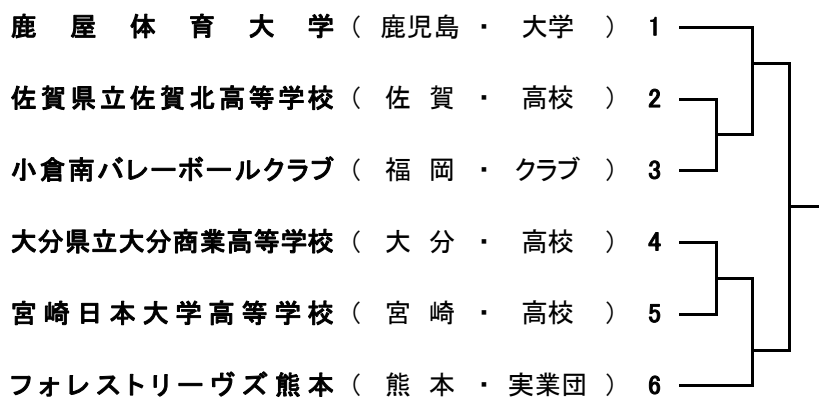 鹿屋体育大学（鹿児島・大学）1
佐賀県立佐賀北高等学校（佐賀・高校）2
小倉南バレーボールクラブ（福岡・クラブ）3
大分県立大分商業高等学校（大分・高校）4
宮崎日本大学高等学校（宮崎・高校）5
フォレストリーヴズ熊本（熊本・実業団）6